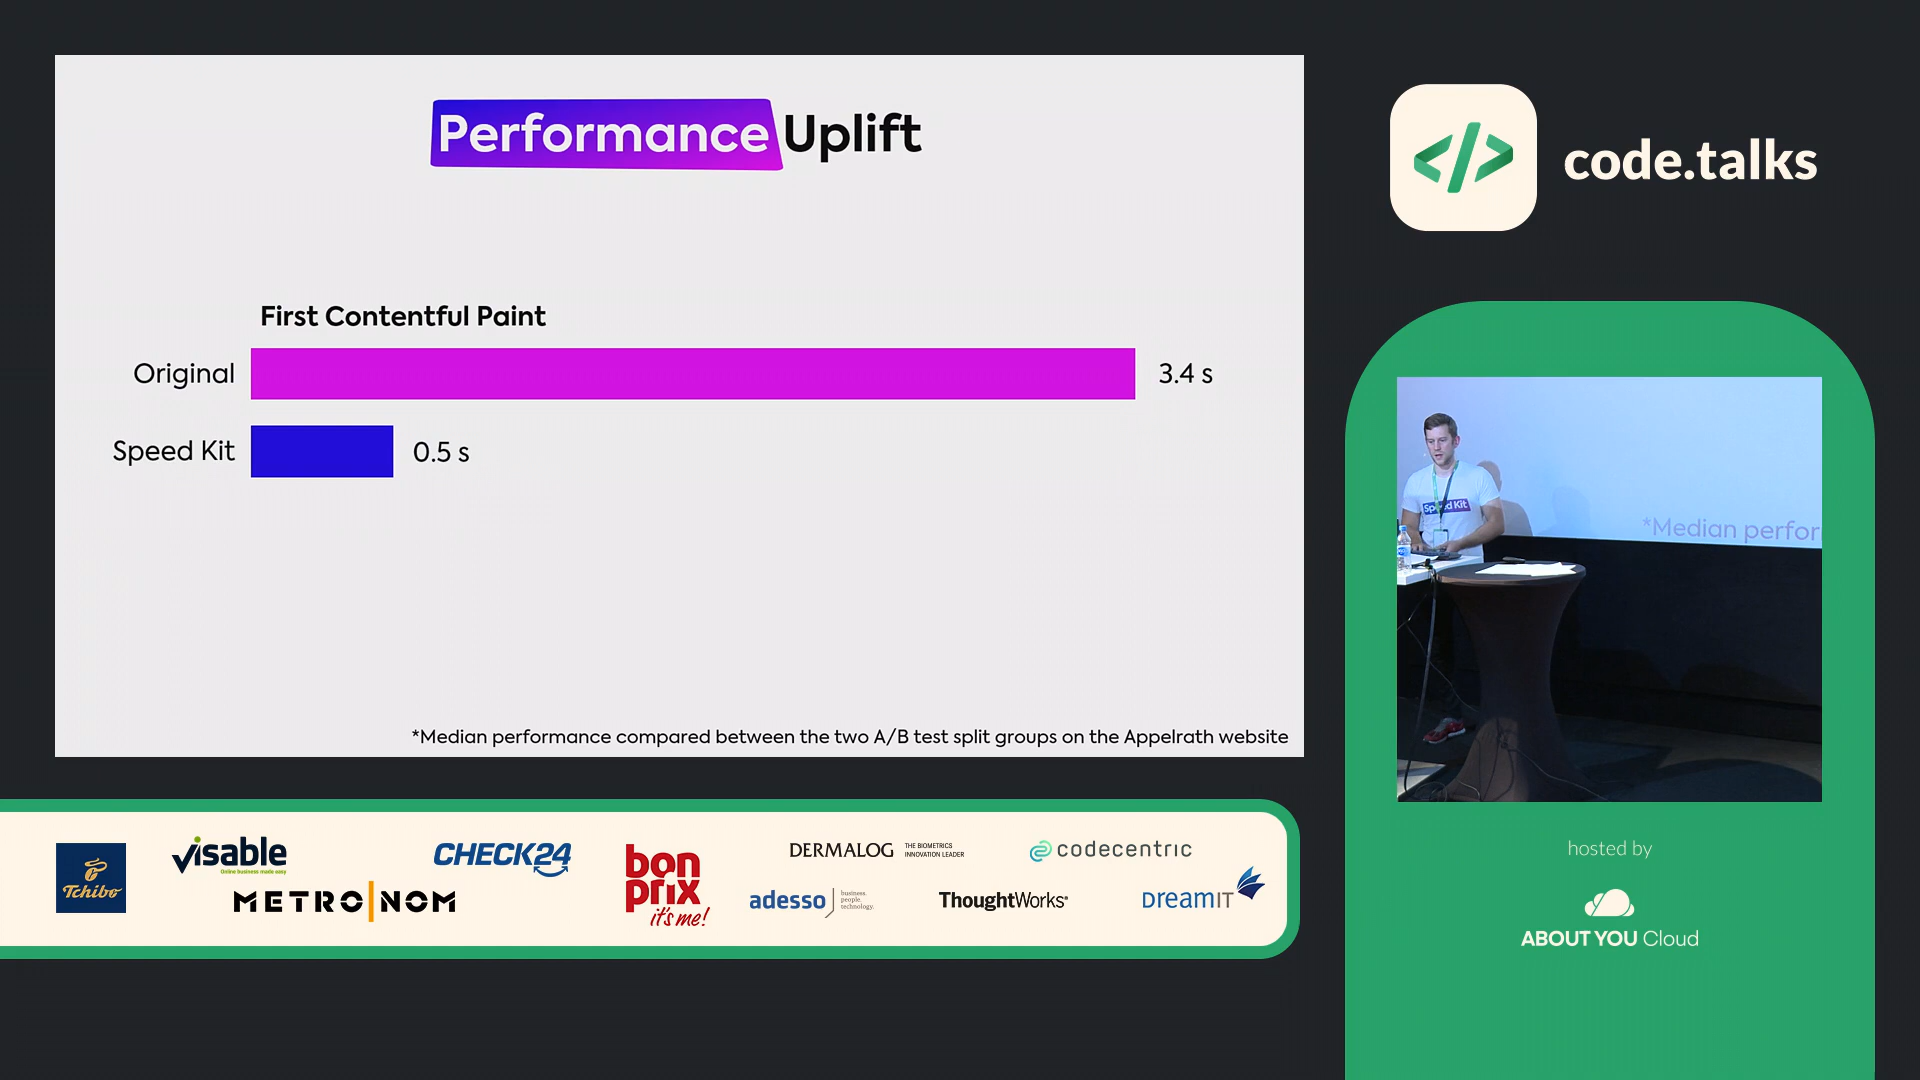 Performance Uplift
First Contentful Paint
Original
3.4 s
Speed Kit
0.5 s
*Median performance compared between the two A/B test split groups on the Appelrath website
</> code.talks
Speed Kit
*Median perfor
hosted by
ABOUT YOU Cloud
Tchibo
visable
Online business made easy
METRO|NOM
CHECK24
bon
prix
it's me!
DERMALOG
THE BIOMETRICS
INNOVATION LEADER
adesso
business.
people.
technology.
codecentric
ThoughtWorks®
DREAMIT